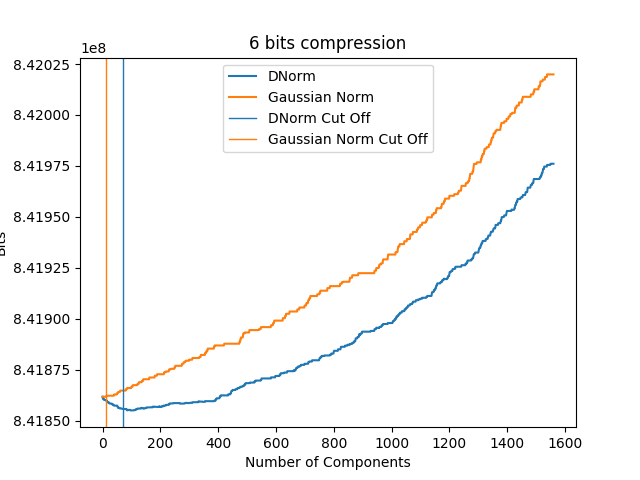 6 bits compression
1e8
8.42025
8.42000
8.41975
8.41950
8.41925
8.41900
8.41875
8.41850
Bits
DNorm
Gaussian Norm
DNorm Cut Off
Gaussian Norm Cut Off
0 200 400 600 800 1000 1200 1400 1600
Number of Components